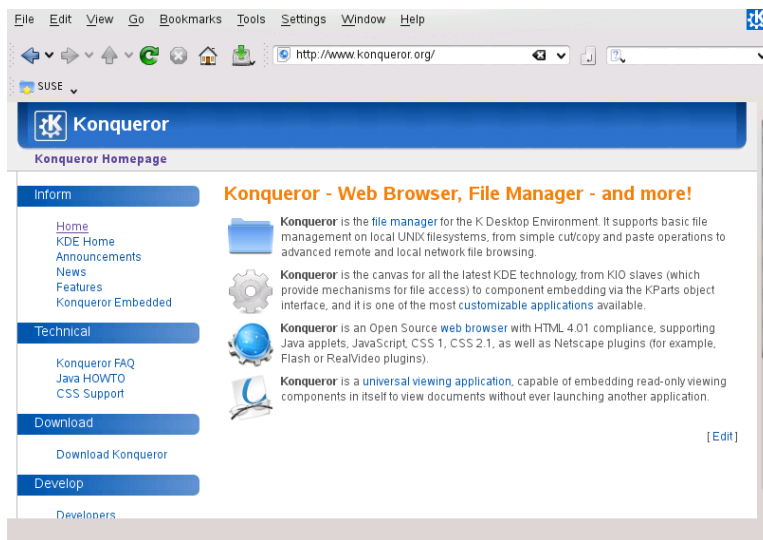 File Edit View Go Bookmarks Tools Settings Window Help
http://www.konqueror.org/
SUSE
Konqueror
Konqueror Homepage
Inform
Home
KDE Home
Announcements
News
Features
Konqueror Embedded
Technical
Konqueror FAQ
Java HOWTO
CSS Support
Download
Download Konqueror
Develop
Developers
Konqueror - Web Browser, File Manager - and more!
Konqueror is the file manager for the K Desktop Environment. It supports basic file
management on local UNIX filesystems, from simple cut/copy and paste operations to
advanced remote and local network file browsing.
Konqueror is the canvas for all the latest KDE technology, from KIO slaves (which
provide mechanisms for file access) to component embedding via the KParts object
interface, and it is one of the most customizable applications available.
Konqueror is an Open Source web browser with HTML 4.01 compliance, supporting
Java applets, JavaScript, CSS 1, CSS 2.1, as well as Netscape plugins (for example,
Flash or RealVideo plugins).
Konqueror is a universal viewing application, capable of embedding read-only viewing
components in itself to view documents without ever launching another application.
[Edit]